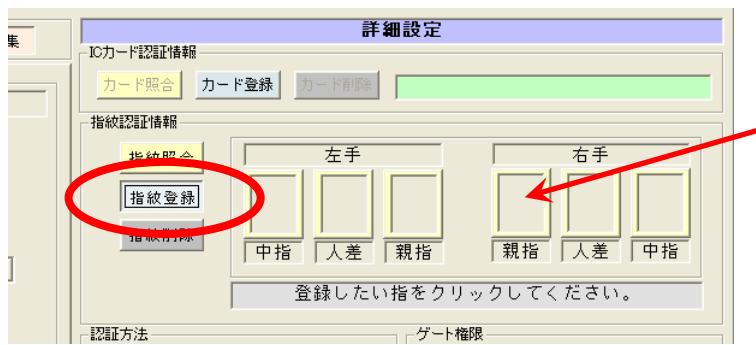 集
詳細設定
ICカード認証情報
カード照合 カード登録 カード削除
指紋認証情報
指紋照合
指紋登録
指紋削除
左手 右手
中指 人差 親指 親指 人差 中指
登録したい指をクリックしてください。
認証方法 ゲート権限